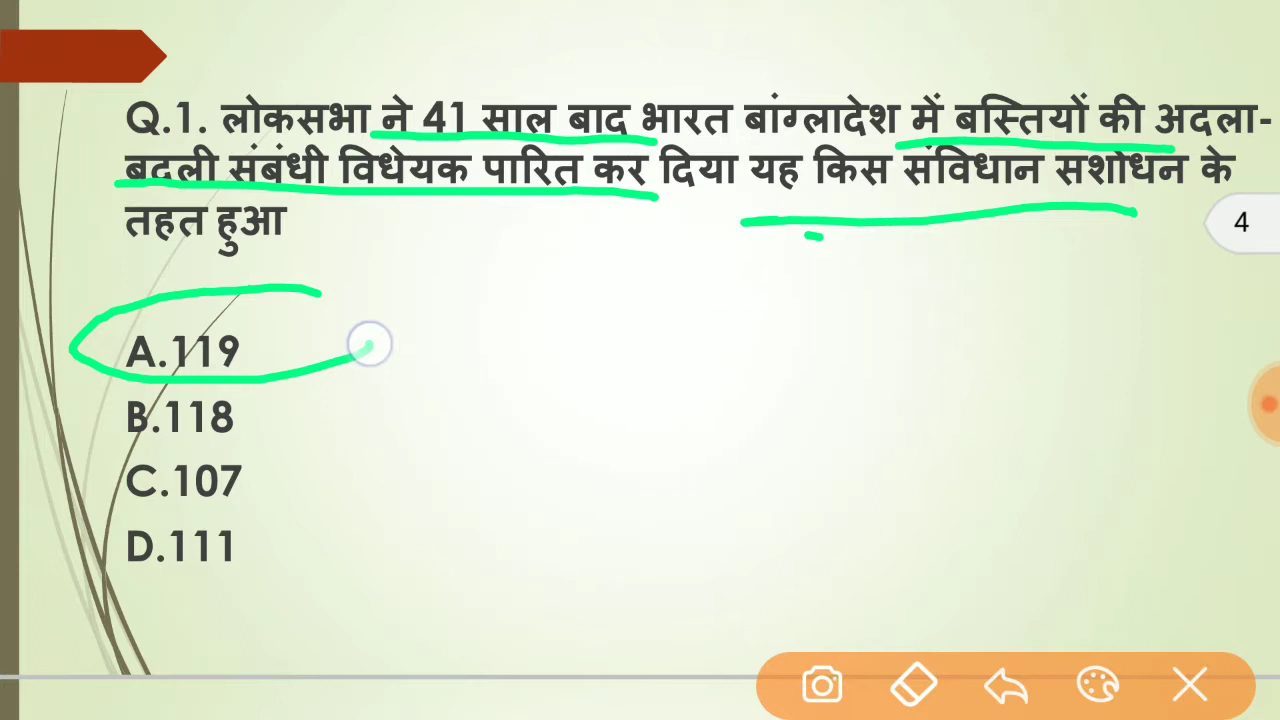 Q.1. लोकसभा ने 41 साल बाद भारत बांग्लादेश में बस्तियों की अदला-
बदली संबंधी विधेयक पारित कर दिया यह किस संविधान सशोधन के
तहत हुआ
4
A.119
B.118
C.107
D.111